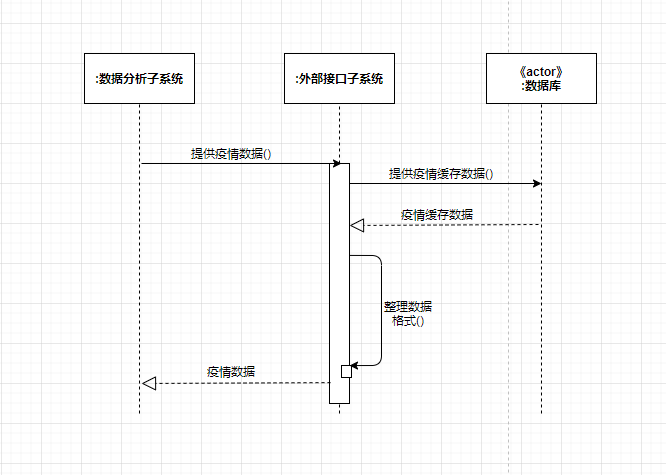 :数据分析子系统
:外部接口子系统
《actor》
:数据库
提供疫情数据()
提供疫情缓存数据()
疫情缓存数据
整理数据
格式()
疫情数据